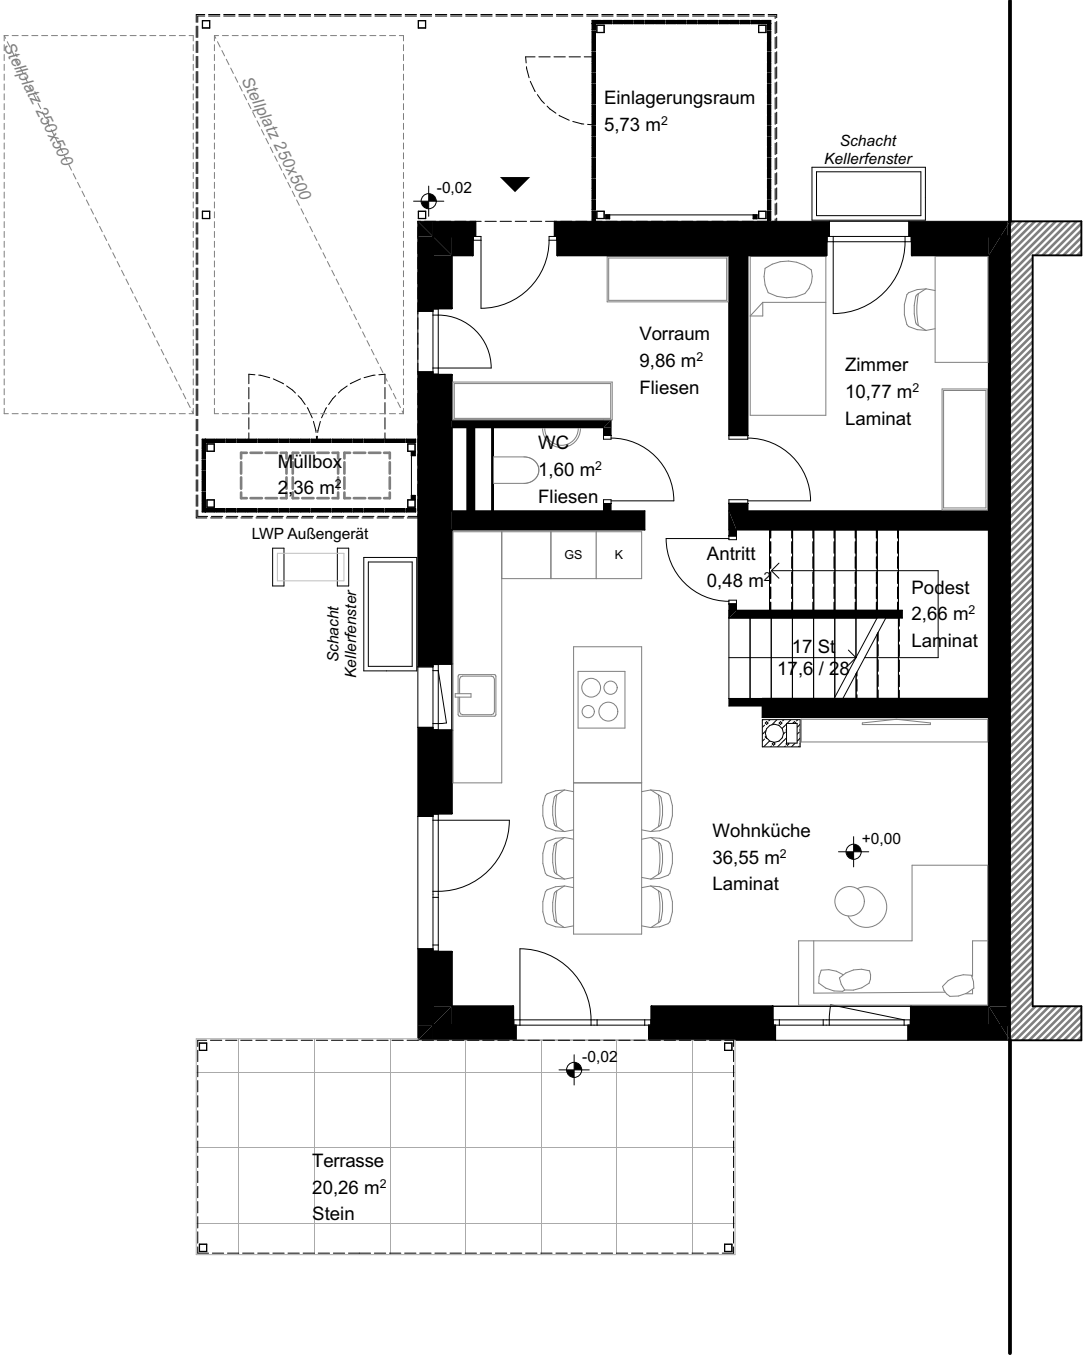 Stellplatz 250x500
Stellplatz 250x500
Einlagerungsraum
5,73 m²
Schacht
Kellerfenster
-0,02
Vorraum
9,86 m²
Fliesen
Zimmer
10,77 m²
Laminat
WC
1,60 m²
Fliesen
Müllbox
2,36 m²
LWP Außengerät
Schacht
Kellerfenster
GS
K
Antritt
0,48 m²
Podest
2,66 m²
Laminat
17 St
17,6 / 28
Wohnküche
36,55 m²
Laminat
+0,00
-0,02
Terrasse
20,26 m²
Stein